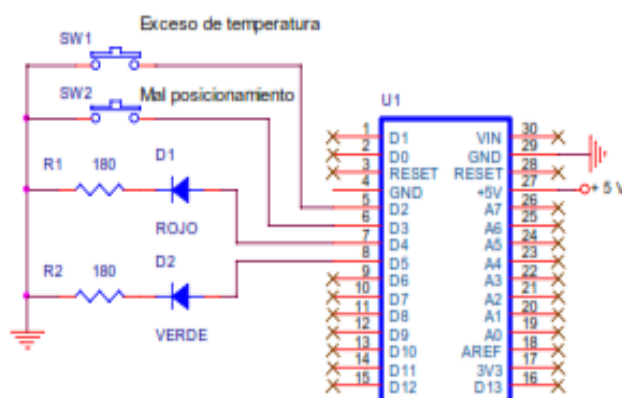 Exceso de temperatura
SW1
SW2
Mal posicionamiento
U1
R1 180 D1
ROJO
R2 180 D2
VERDE
1 D1 VIN 30
2 D0 GND 29
3 RESET RESET 28
4 GND +5V 27 + 5 V
5 D2 A7 26
6 D3 A6 25
7 D4 A5 24
8 D5 A4 23
9 D6 A3 22
10 D7 A2 21
11 D8 A1 20
12 D9 A0 19
13 D10 AREF 18
14 D11 3V3 17
15 D12 D13 16